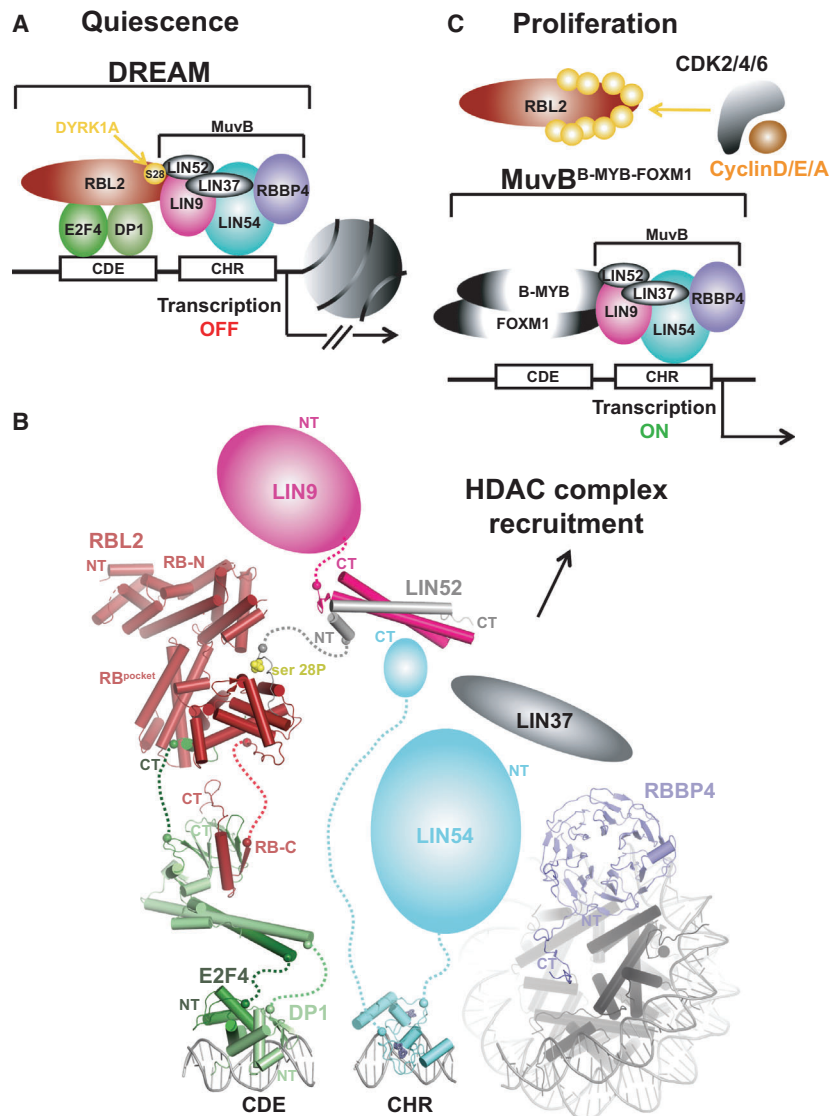 A Quiescence
DREAM
DYRK1A
MuvB
S28
LIN52
RBL2
LIN37
RBBP4
LIN9
E2F4
DP1
LIN54
CDE
CHR
Transcription
OFF
C Proliferation
CDK2/4/6
RBL2
CyclinD/E/A
MuvB^B-MYB-FOXM1
MuvB
LIN52
B-MYB
LIN37
RBBP4
LIN9
FOXM1
LIN54
CDE
CHR
Transcription
ON
B
NT
LIN9
HDAC complex
recruitment
RBL2
NT
RB-N
CT
LIN52
CT
NT
CT
RBpocket
ser 28P
LIN37
CT
NT
RBBP4
CT
CT
LIN54
RB-C
NT
CT
E2F4
NT
DP1
NT
CDE
CHR